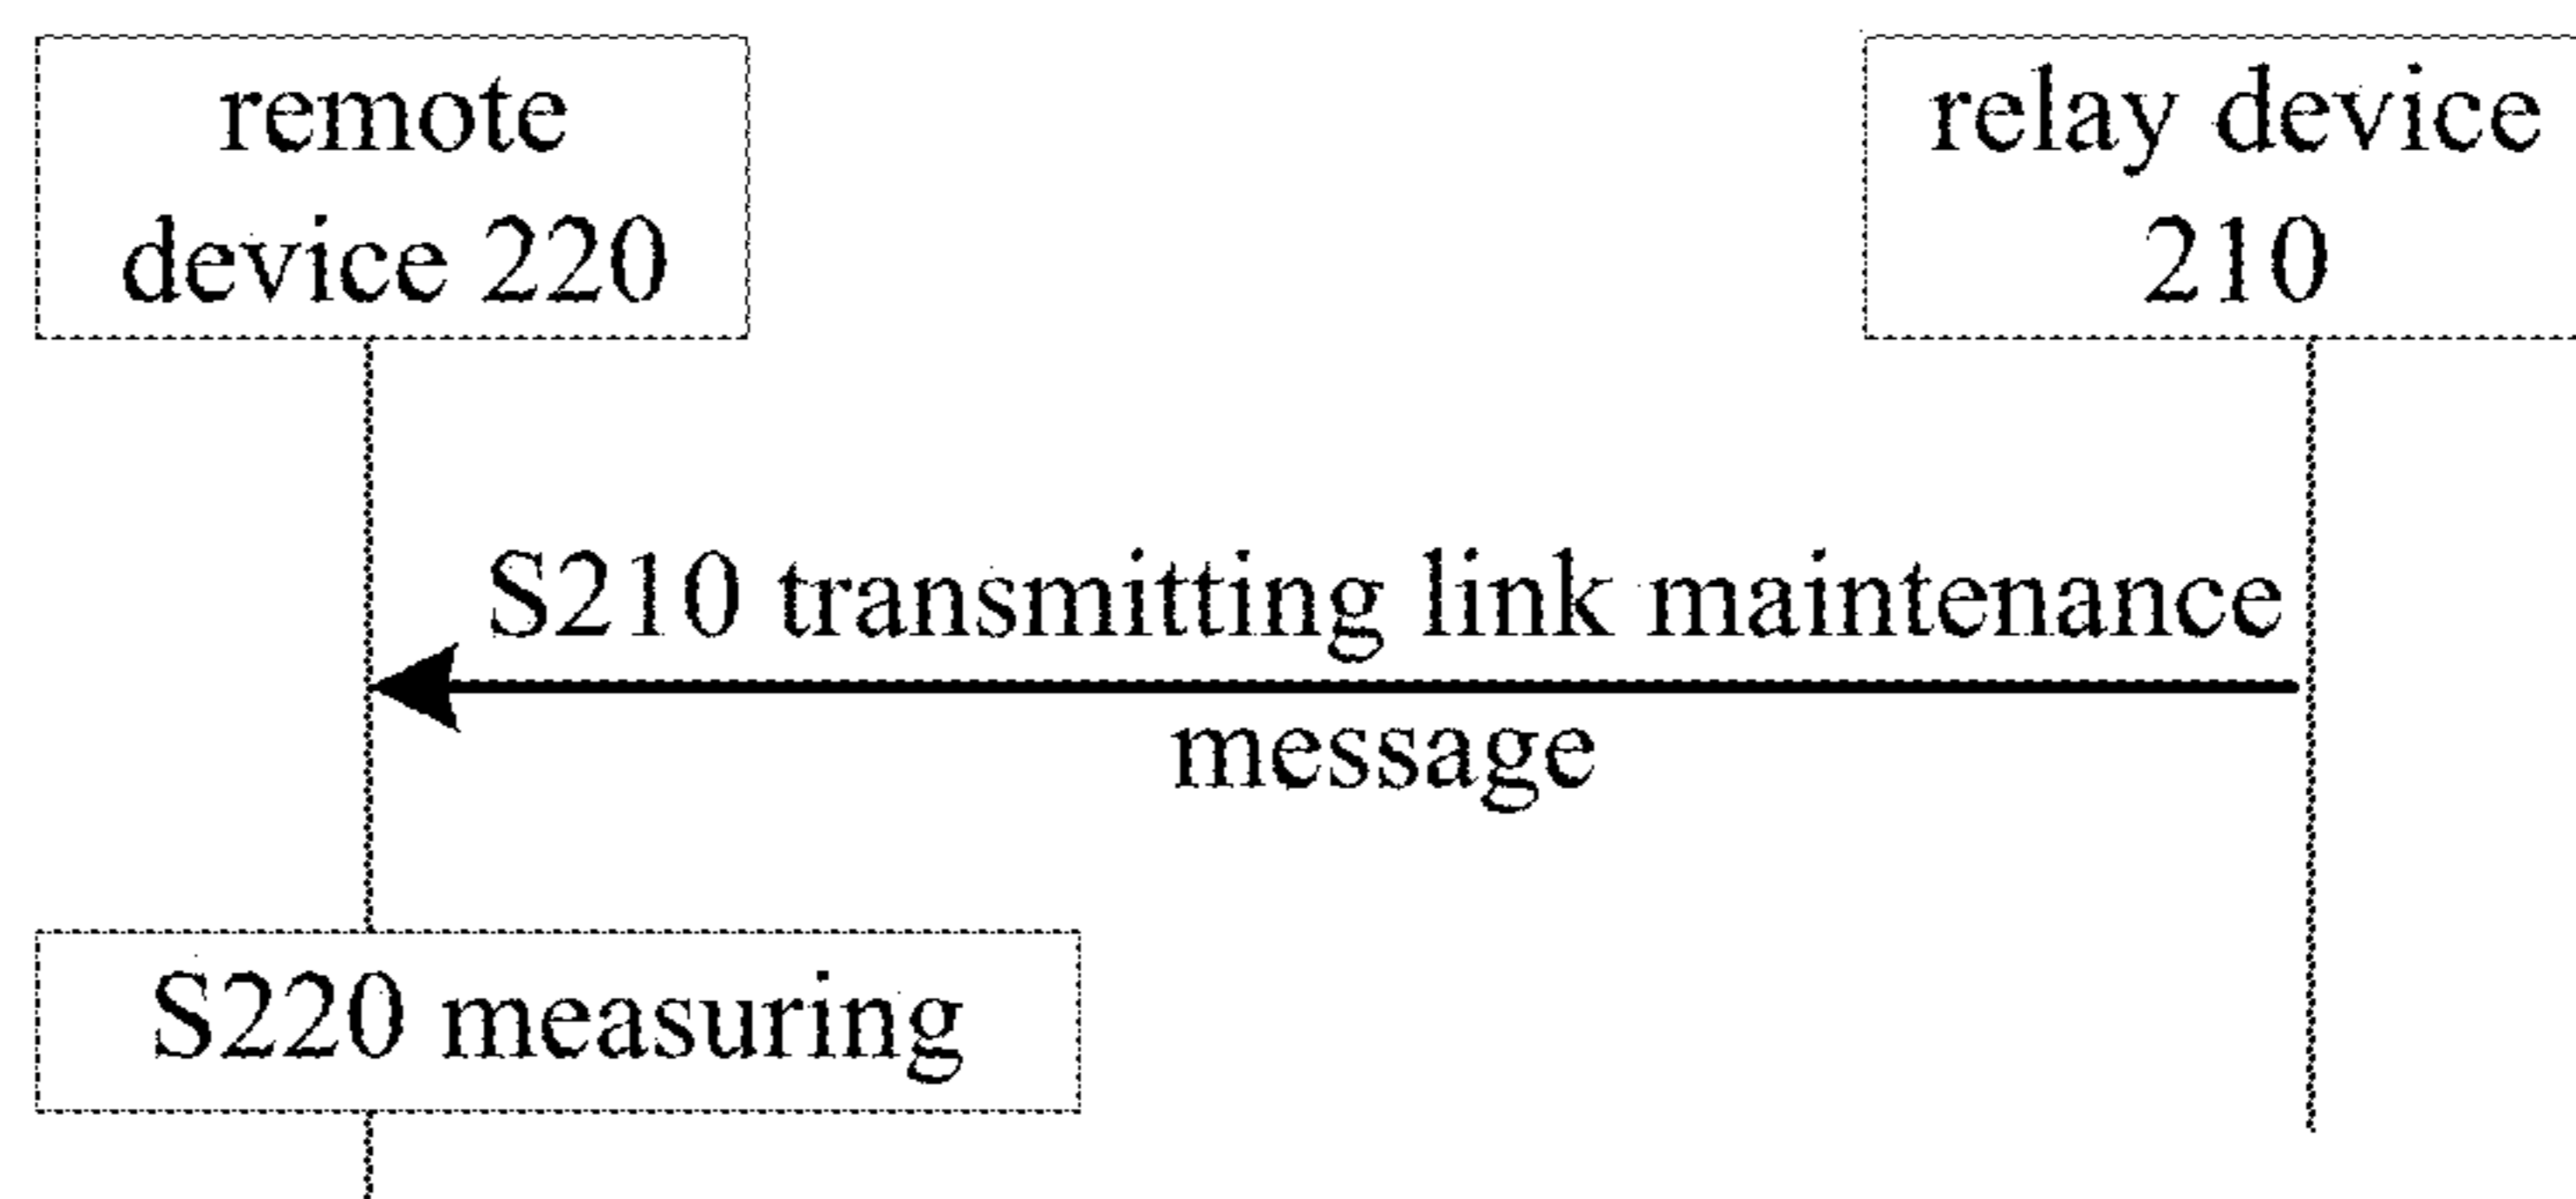 remote
device 220
relay device
210
S210 transmitting link maintenance
message
S220 measuring